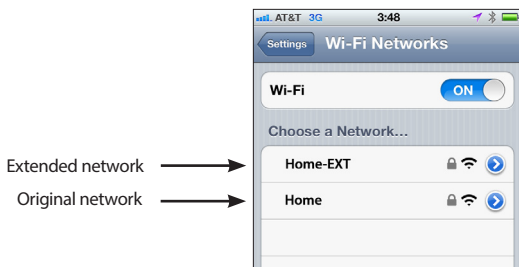 AT&T 3G 3:48
Settings Wi-Fi Networks
Wi-Fi ON
Choose a Network...
Extended network Home-EXT
Original network Home